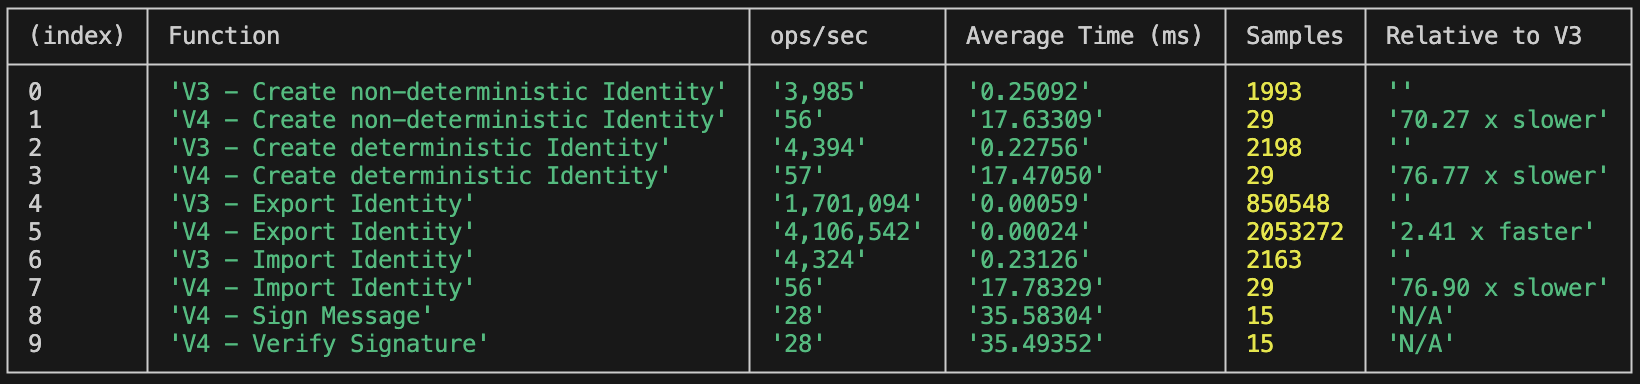 (index) Function ops/sec Average Time (ms) Samples Relative to V3
0 'V3 – Create non-deterministic Identity' '3,985' '0.25092' 1993 ''
1 'V4 – Create non-deterministic Identity' '56' '17.63309' 29 '70.27 x slower'
2 'V3 – Create deterministic Identity' '4,394' '0.22756' 2198 ''
3 'V4 – Create deterministic Identity' '57' '17.47050' 29 '76.77 x slower'
4 'V3 – Export Identity' '1,701,094' '0.00059' 850548 ''
5 'V4 – Export Identity' '4,106,542' '0.00024' 2053272 '2.41 x faster'
6 'V3 – Import Identity' '4,324' '0.23126' 2163 ''
7 'V4 – Import Identity' '56' '17.78329' 29 '76.90 x slower'
8 'V4 – Sign Message' '28' '35.58304' 15 'N/A'
9 'V4 – Verify Signature' '28' '35.49352' 15 'N/A'